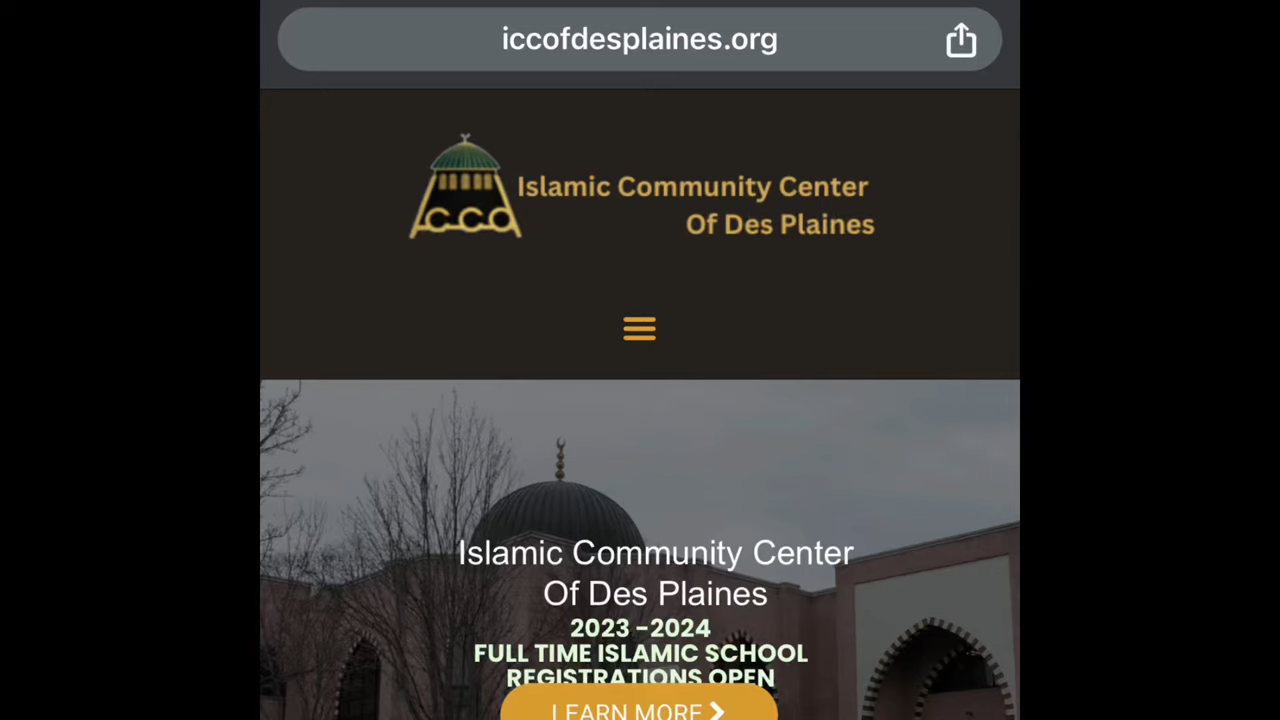 iccofdesplaines.org
ICCD
Islamic Community Center
Of Des Plaines
Islamic Community Center
Of Des Plaines
2023 -2024
FULL TIME ISLAMIC SCHOOL
REGISTRATIONS OPEN
LEARN MORE